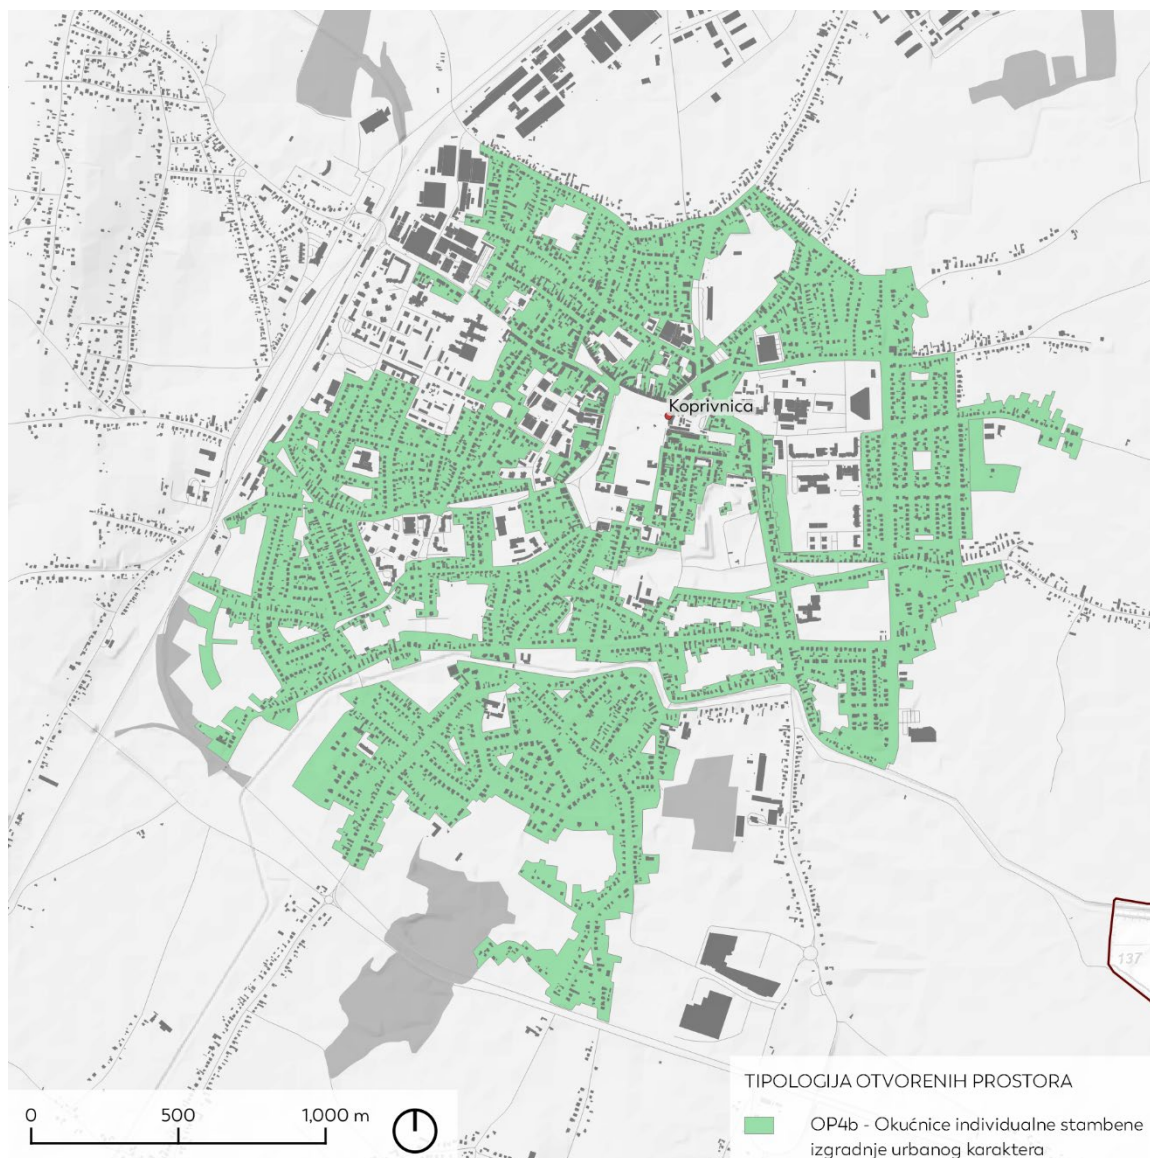 Koprivnica
137
TIPOLOGIJA OTVORENIH PROSTORA
0 500 1,000 m
OP4b - Okućnice individualne stambene
izgradnje urbanog karaktera